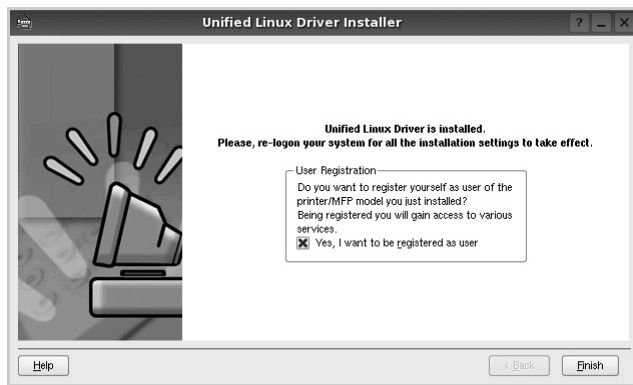 Unified Linux Driver Installer
Unified Linux Driver is installed.
Please, re-logon your system for all the installation settings to take effect.
User Registration
Do you want to register yourself as user of the
printer/MFP model you just installed?
Being registered you will gain access to various
services.
Yes, I want to be registered as user
Help
< Back
Finish